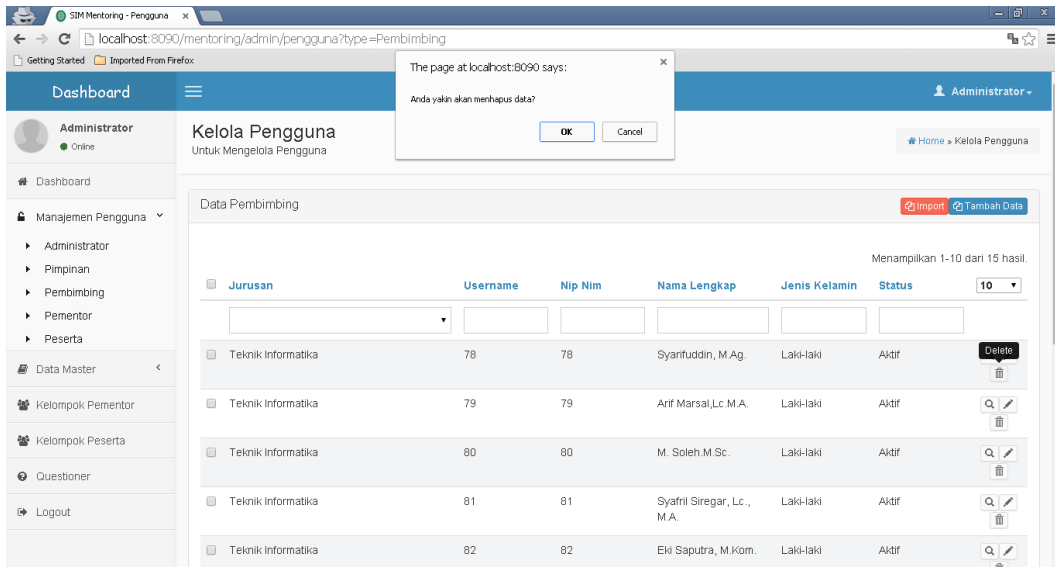 SIM Mentoring - Pengguna
localhost:8090/mentoring/admin/pengguna?type=Pembimbing
Getting Started
Imported From Firefox
The page at localhost:8090 says:
Anda yakin akan menhapus data?
OK
Cancel
Dashboard
Administrator
Administrator
Online
Kelola Pengguna
Untuk Mengelola Pengguna
Home » Kelola Pengguna
Dashboard
Manajemen Pengguna
Administrator
Pimpinan
Pembimbing
Pementor
Peserta
Data Master
Kelompok Pementor
Kelompok Peserta
Questioner
Logout
Data Pembimbing
Import
Tambah Data
Menampilkan 1-10 dari 15 hasil.
Jurusan Username Nip Nim Nama Lengkap Jenis Kelamin Status 10
Teknik Informatika 78 78 Syarifuddin, M.Ag. Laki-laki Aktif
Delete
Teknik Informatika 79 79 Arif Marsal,Lc.M.A. Laki-laki Aktif
Teknik Informatika 80 80 M. Soleh.M.Sc. Laki-laki Aktif
Teknik Informatika 81 81 Syafril Siregar, Lc., Laki-laki Aktif
M.A.
Teknik Informatika 82 82 Eki Saputra, M.Kom. Laki-laki Aktif